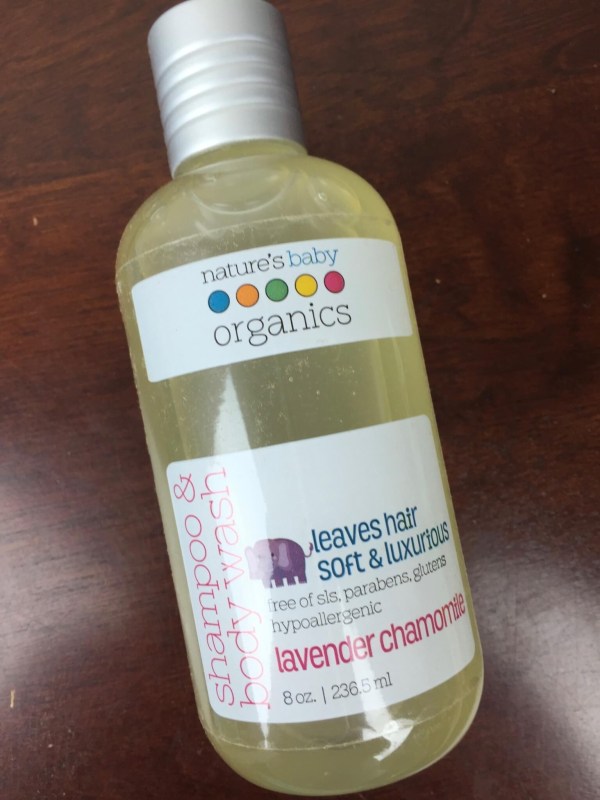 nature's baby
organics
shampoo &
body wash
leaves hair
soft & luxurious
free of sls, parabens, glutens
hypoallergenic
lavender chamomile
8 oz. | 236.5 ml